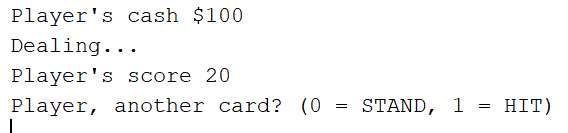 Player's cash $100
Dealing...
Player's score 20
Player, another card? (0 = STAND, 1 = HIT)